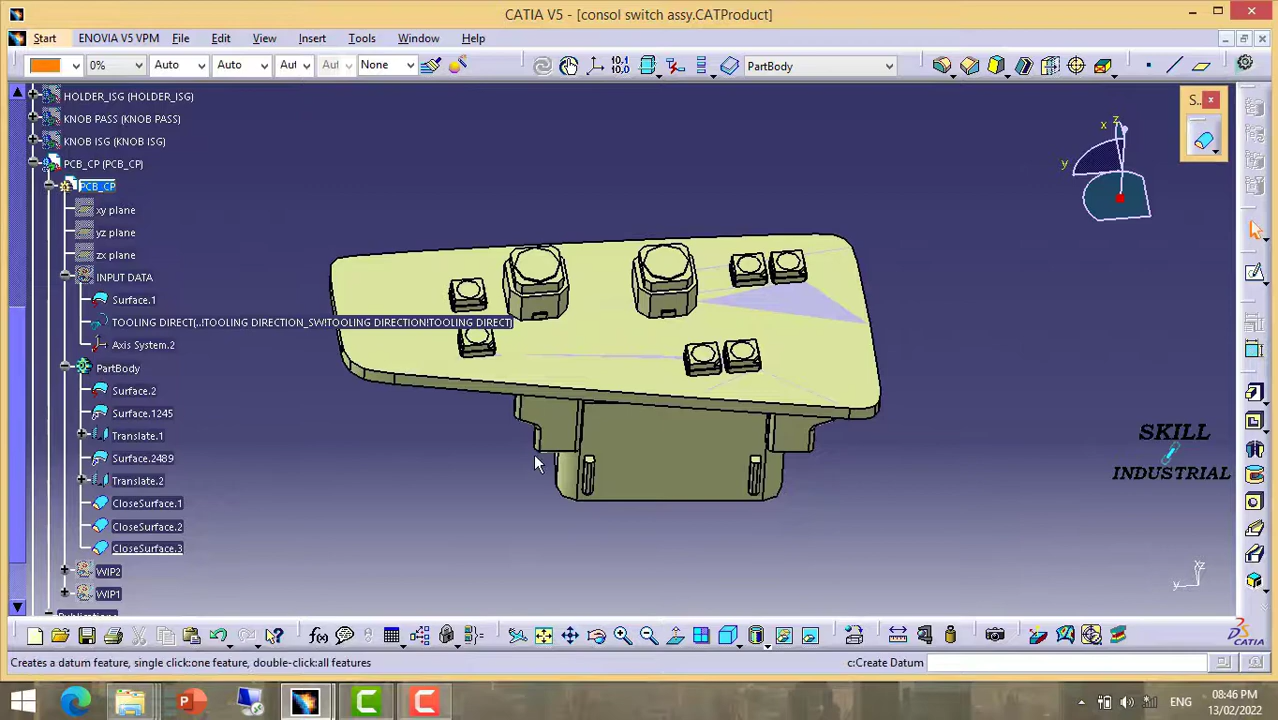 CATIA V5 - [consol switch assy.CATProduct]
Start ENOVIA V5 VPM File Edit View Insert Tools Window Help
0% Auto Auto Aut Aut None PartBody
HOLDER_ISG (HOLDER_ISG)
KNOB PASS (KNOB PASS)
KNOB ISG (KNOB ISG)
PCB_CP (PCB_CP)
PCB_CP
xy plane
yz plane
zx plane
INPUT DATA
Surface.1
TOOLING DIRECT(..!TOOLING DIRECTION_SW!TOOLING DIRECTION!TOOLING DIRECT)
Axis System.2
PartBody
Surface.2
Surface.1245
Translate.1
Surface.2489
Translate.2
CloseSurface.1
CloseSurface.2
CloseSurface.3
WIP2
WIP1
S..
x z
y
SKILL
INDUSTRIAL
Creates a datum feature, single click:one feature, double-click:all features
c:Create Datum
CATIA
ENG
08:46 PM
13/02/2022